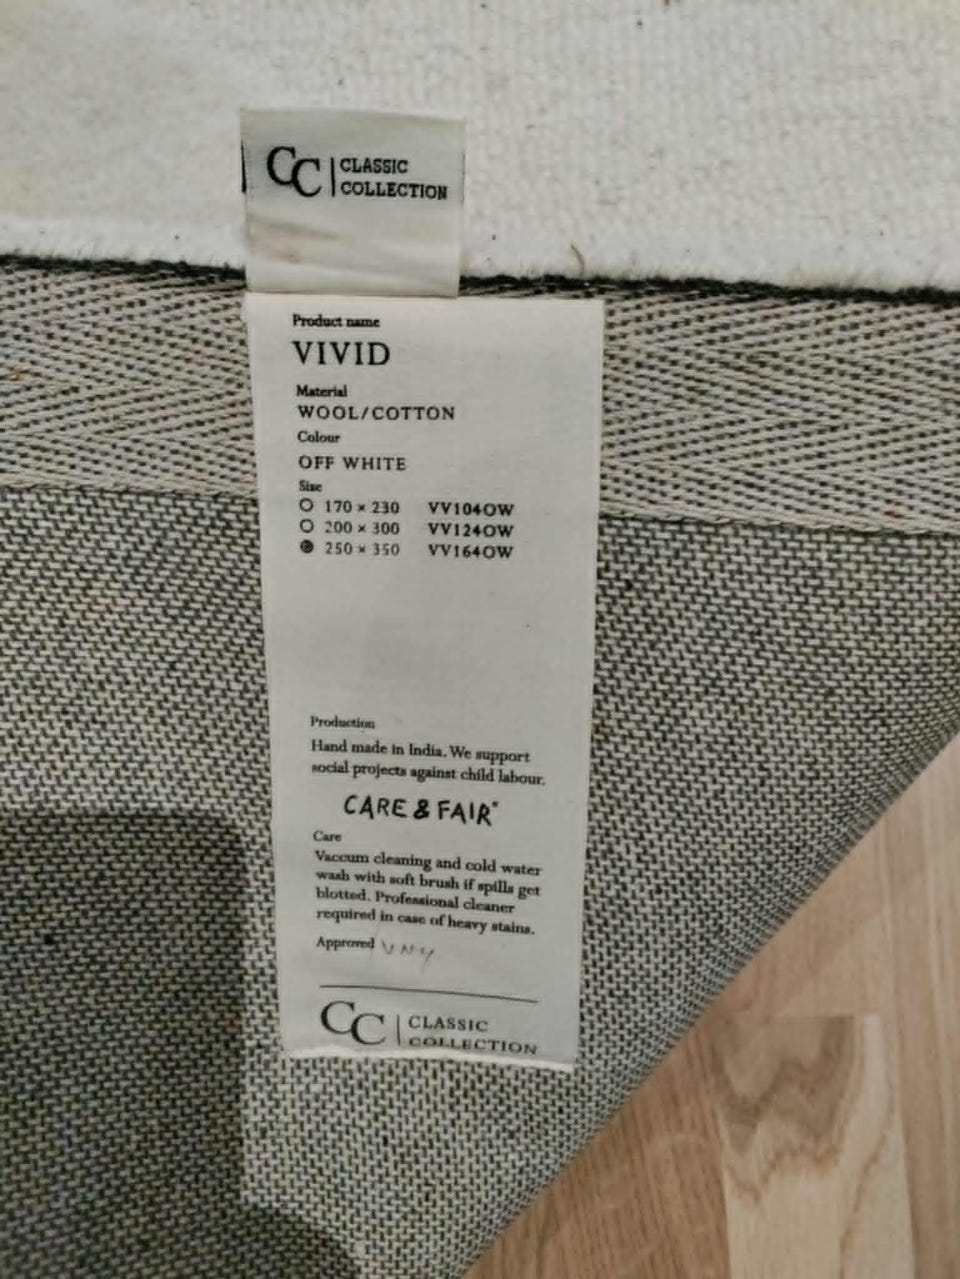 CC | CLASSIC
COLLECTION
Product name
VIVID
Material
WOOL/COTTON
Colour
OFF WHITE
Size
170 × 230 VV104OW
200 × 300 VV124OW
250 × 350 VV164OW
Production
Hand made in India. We support
social projects against child labour.
CARE & FAIR®
Care
Vaccum cleaning and cold water
wash with soft brush if spills get
blotted. Professional cleaner
required in case of heavy stains.
Approved
CC | CLASSIC
COLLECTION